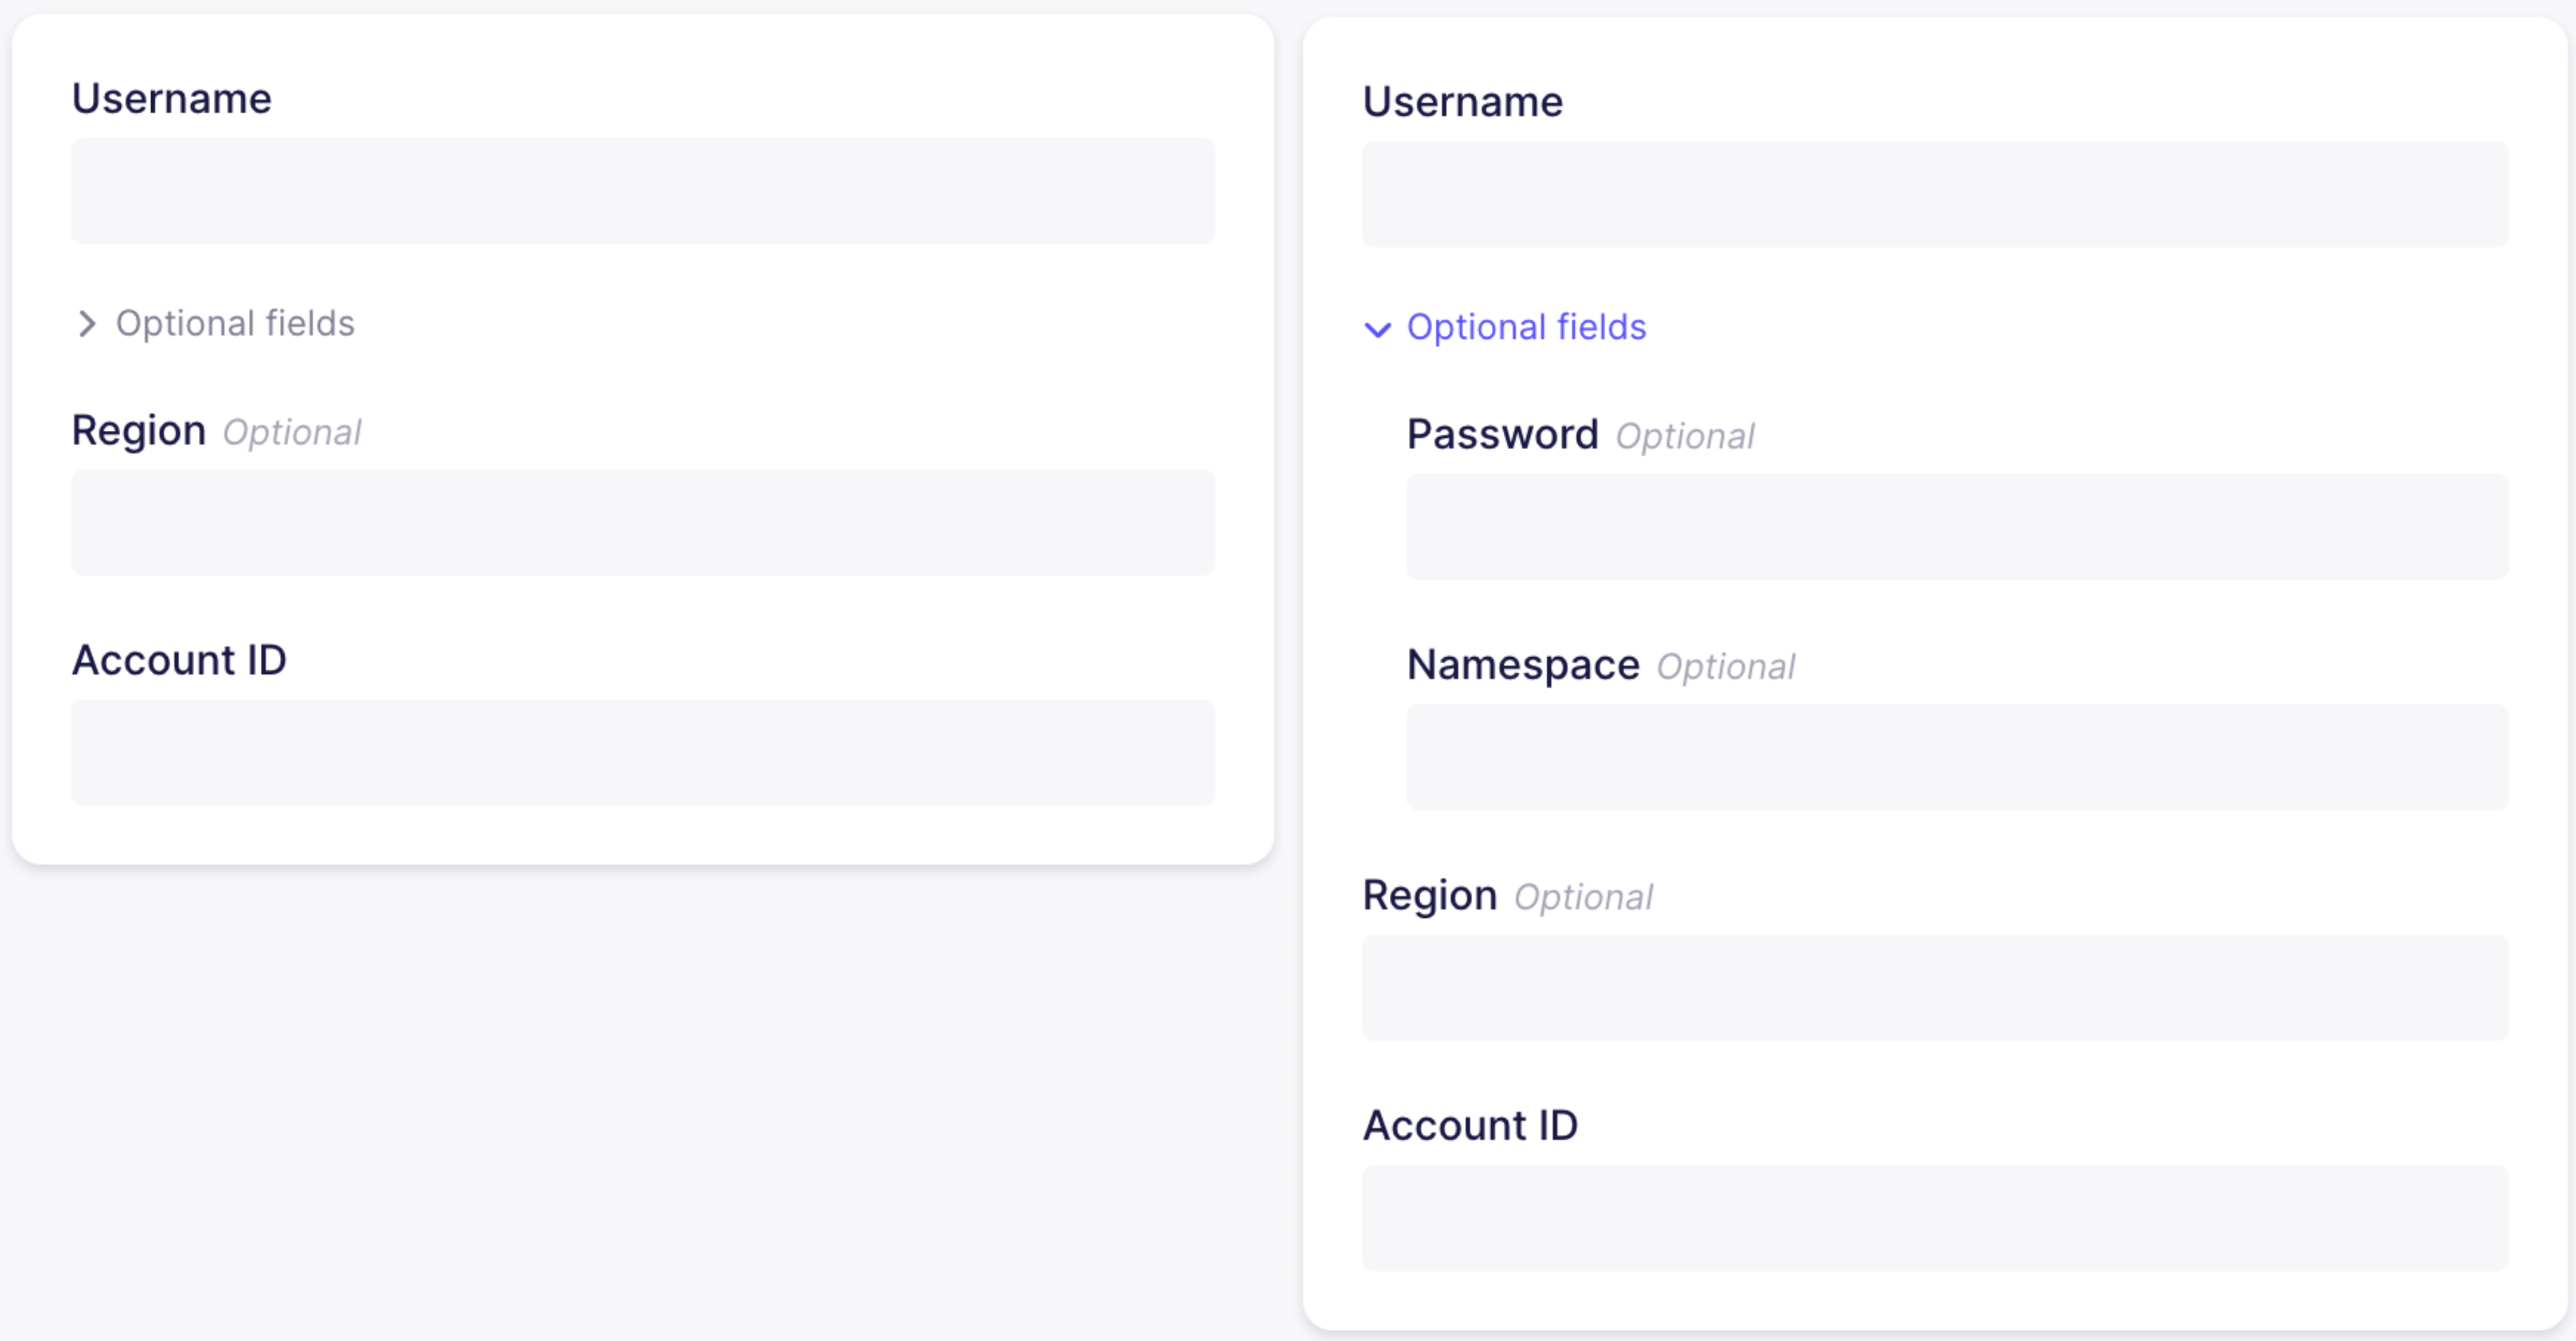 Username
Optional fields
Region Optional
Account ID
Username
Optional fields
Password Optional
Namespace Optional
Region Optional
Account ID